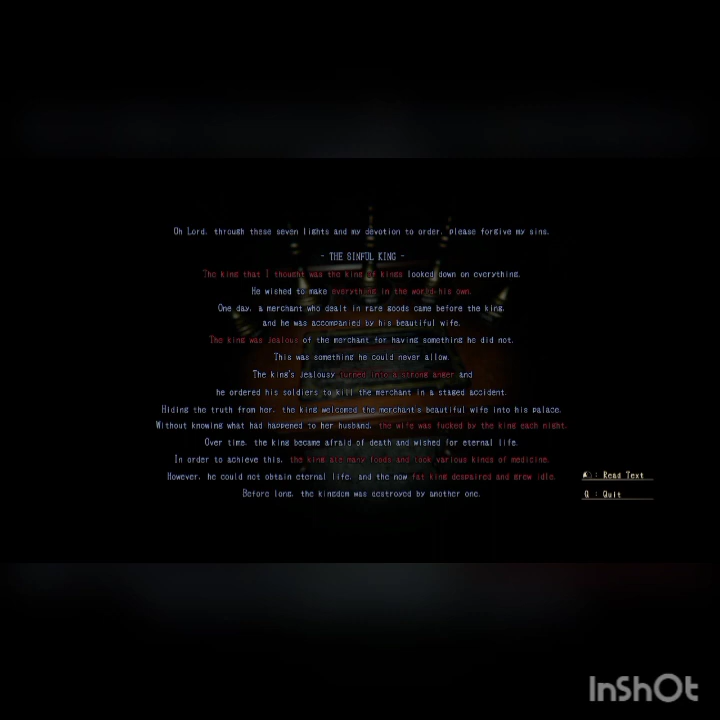 Oh Lord, through these seven lights and my devotion to order, please forgive my sins.
- THE SINFUL KING -
The king that I thought was the king of kings looked down on everything.
He wished to make everything in the world his own.
One day, a merchant who dealt in rare goods came before the king,
and he was accompanied by his beautiful wife.
The king was jealous of the merchant for having something he did not.
This was something he could never allow.
The king's jealousy turned into a strong anger and
he ordered his soldiers to kill the merchant in a staged accident.
Hiding the truth from her, the king welcomed the merchant's beautiful wife into his palace.
Without knowing what had happened to her husband, the wife was fucked by the king each night.
Over time, the king became afraid of death and wished for eternal life.
In order to achieve this, the king ate many foods and took various kinds of medicine.
However, he could not obtain eternal life, and the now fat king despaired and grew idle.
Before long, the kingdom was destroyed by another one.
: Read Text
Q : Quit
InShOt